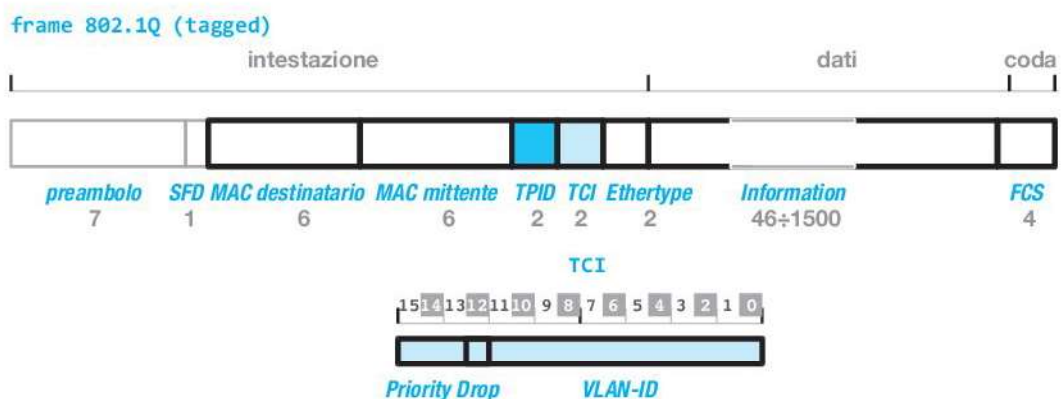 frame 802.1Q (tagged)
intestazione dati coda
preambolo SFD MAC destinatario MAC mittente TPID TCI Ethertype Information FCS
7 1 6 6 2 2 2 46÷1500 4
TCI
15 14 13 12 11 10 9 8 7 6 5 4 3 2 1 0
Priority Drop VLAN-ID